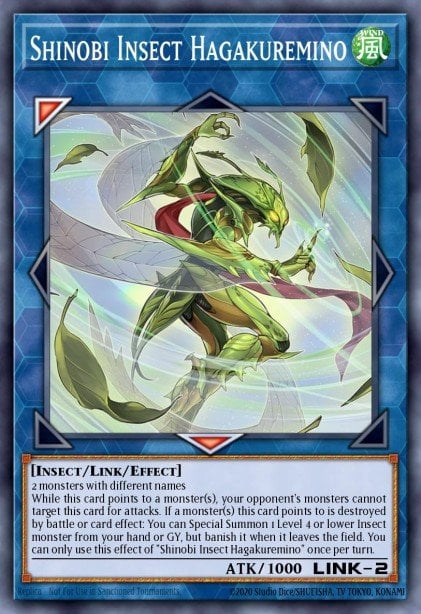 Shinobi Insect Hagakuremino
WIND
風
[Insect/Link/Effect]
2 monsters with different names
While this card points to a monster(s), your opponent's monsters cannot
target this card for attacks. If a monster(s) this card points to is destroyed
by battle or card effect: You can Special Summon 1 Level 4 or lower Insect
monster from your hand or GY, but banish it when it leaves the field. You
can only use this effect of "Shinobi Insect Hagakuremino" once per turn.
ATK/1000 LINK-2
Replica - Not For Use in Sanctioned Tournaments ©2020 Studio Dice/SHUEISHA, TV TOKYO, KONAMI